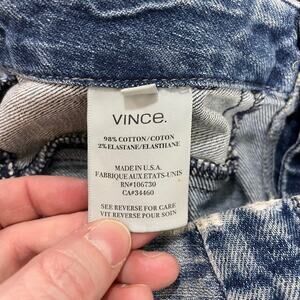 VINCE.
98% COTTON/COTON
2% ELASTANE/ELASTHANE
MADE IN U.S.A.
FABRIQUE AUX ETATS-UNIS
RN#106730
CA#34460
SEE REVERSE FOR CARE
VIT REVERSE POUR SOIN